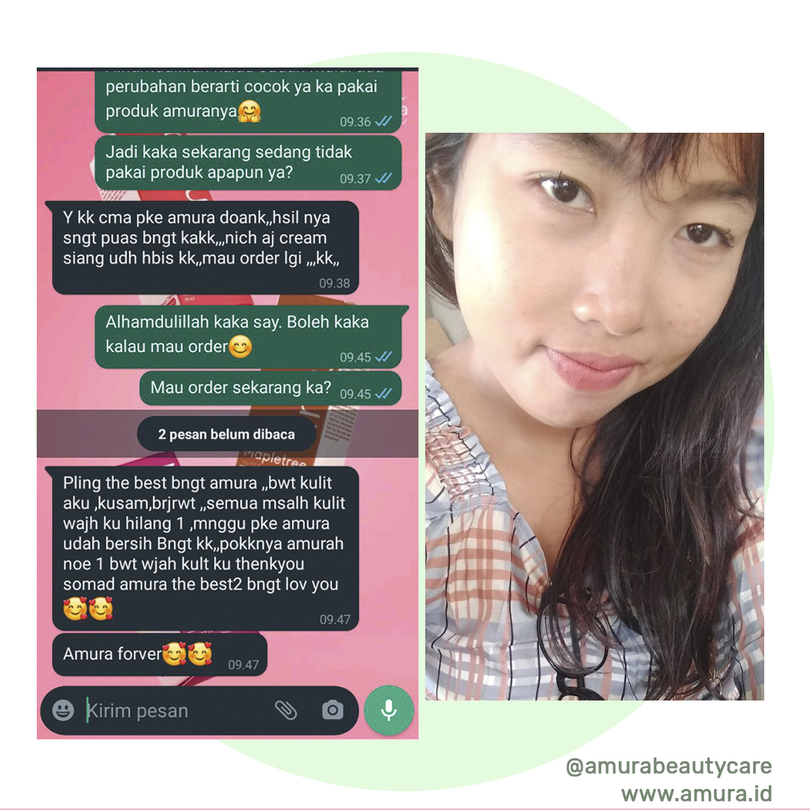 perubahan berarti cocok ya ka pakai
produk amuranya🤗
09.36
Jadi kaka sekarang sedang tidak
pakai produk apapun ya?
09.37
Y kk cma pke amura doank,,hsil nya
sngt puas bngt kakk,,,nich aj cream
siang udh hbis kk,,mau order lgi ,,,kk,,
09.38
Alhamdulillah kaka say. Boleh kaka
kalau mau order😊
09.45
Mau order sekarang ka?
09.45
2 pesan belum dibaca
Mapletree
Pling the best bngt amura ,,bwt kulit
aku ,kusam,brjrwt ,,semua msalh kulit
wajh ku hilang 1 ,mnggu pke amura
udah bersih Bngt kk,,pokknya amurah
noe 1 bwt wjah kult ku thenkyou
somad amura the best2 bngt lov you
🥰🥰
09.47
Amura forver🥰🥰
09.47
Kirim pesan
@amurabeautycare
www.amura.id